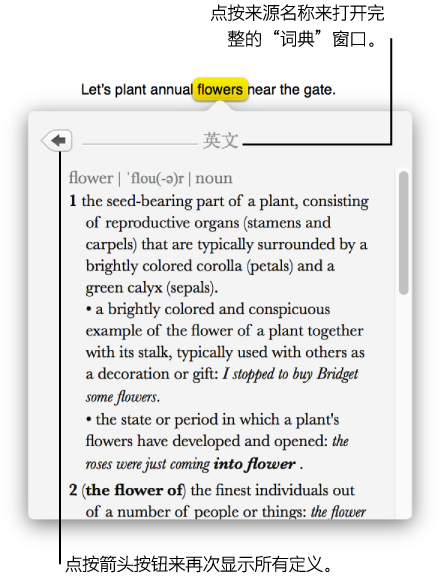 点按来源名称来打开完
整的“词典”窗口。
Let's plant annual flowers near the gate.
英文
flower | ˈflou(-ə)r | noun
1 the seed-bearing part of a plant, consisting
of reproductive organs (stamens and
carpels) that are typically surrounded by a
brightly colored corolla (petals) and a
green calyx (sepals).
• a brightly colored and conspicuous
example of the flower of a plant together
with its stalk, typically used with others as
a decoration or gift: I stopped to buy Bridget
some flowers.
• the state or period in which a plant's
flowers have developed and opened: the
roses were just coming into flower .
2 (the flower of) the finest individuals out
of a number of people or things: the flower
点按箭头按钮来再次显示所有定义。